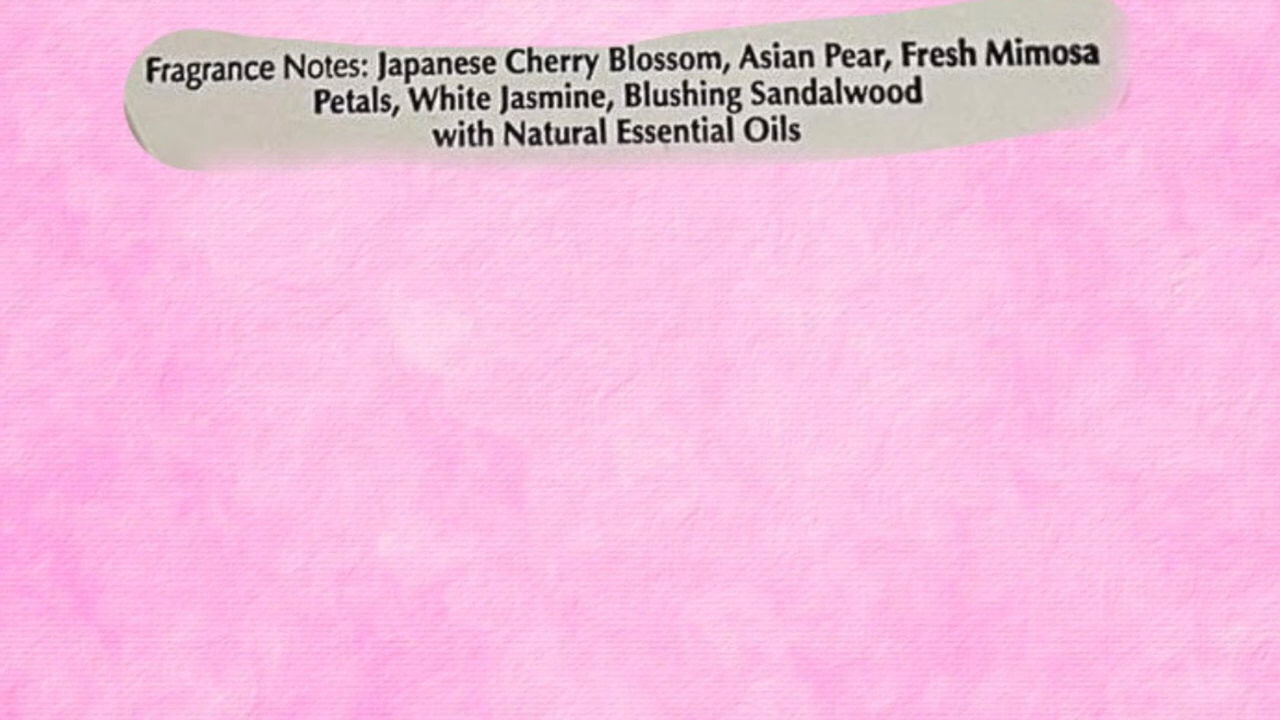 Fragrance Notes: Japanese Cherry Blossom, Asian Pear, Fresh Mimosa
Petals, White Jasmine, Blushing Sandalwood
with Natural Essential Oils